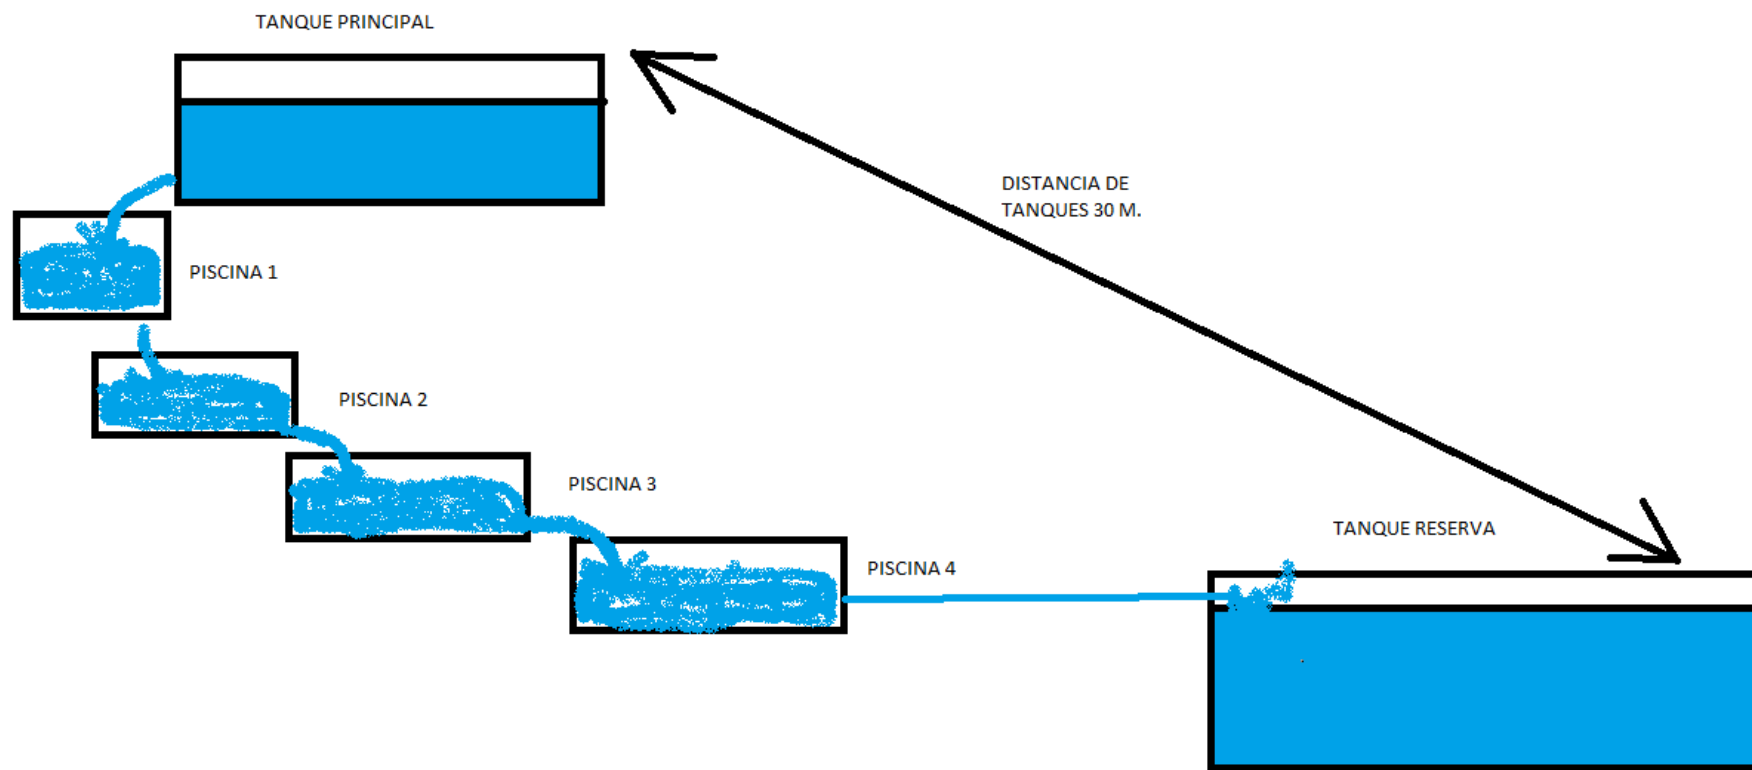 TANQUE PRINCIPAL
DISTANCIA DE
TANQUES 30 M.
PISCINA 1
PISCINA 2
PISCINA 3
TANQUE RESERVA
PISCINA 4